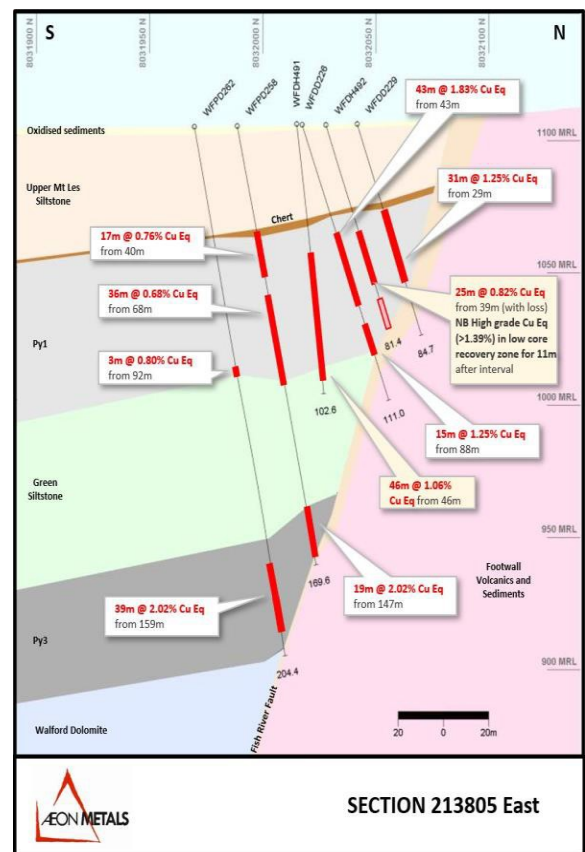 S
8031900 N
8031950 N
8032000 N
8032050 N
8032100 N
N
WFPD262
WFPD258
WFDH491
WFDD226
WFDH492
WFDD229
43m @ 1.83% Cu Eq
from 43m
Oxidised sediments
1100 MRL
Upper Mt Les
Siltstone
31m @ 1.25% Cu Eq
from 29m
Chert
17m @ 0.76% Cu Eq
from 40m
1050 MRL
36m @ 0.68% Cu Eq
from 68m
25m @ 0.82% Cu Eq
from 39m (with loss)
NB High grade Cu Eq
(>1.39%) in low core
recovery zone for 11m
after interval
Py1
81.4
84.7
3m @ 0.80% Cu Eq
from 92m
102.6
111.0
1000 MRL
15m @ 1.25% Cu Eq
from 88m
46m @ 1.06%
Cu Eq from 46m
Green
Siltstone
950 MRL
Footwall
Volcanics and
Sediments
169.6
19m @ 2.02% Cu Eq
from 147m
39m @ 2.02% Cu Eq
from 159m
Py3
204.4
900 MRL
Fish River Fault
Walford Dolomite
20 0 20m
ÆON METALS
SECTION 213805 East